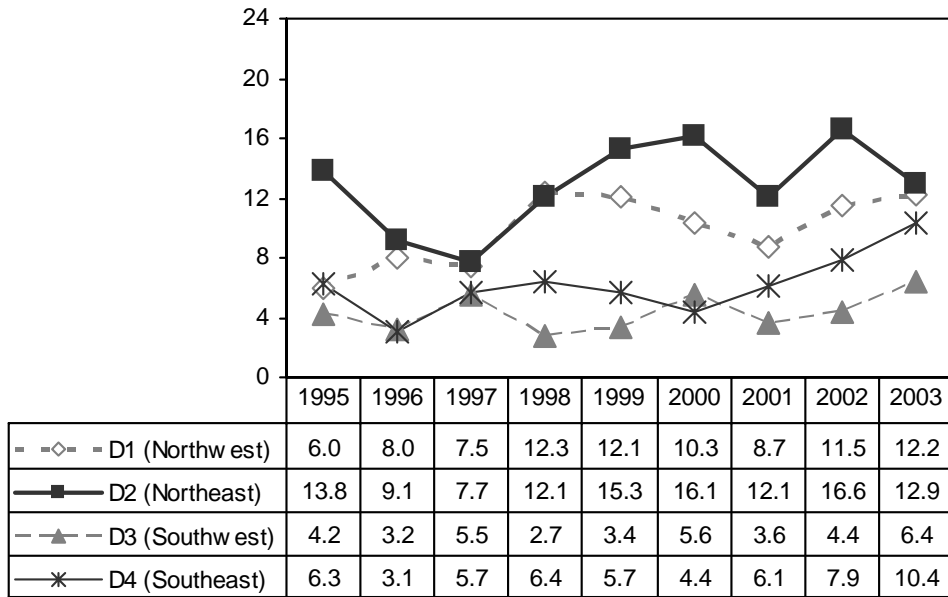 24
20
16
12
8
4
0
1995 1996 1997 1998 1999 2000 2001 2002 2003
D1 (Northw est) 6.0 8.0 7.5 12.3 12.1 10.3 8.7 11.5 12.2
D2 (Northeast) 13.8 9.1 7.7 12.1 15.3 16.1 12.1 16.6 12.9
D3 (Southw est) 4.2 3.2 5.5 2.7 3.4 5.6 3.6 4.4 6.4
D4 (Southeast) 6.3 3.1 5.7 6.4 5.7 4.4 6.1 7.9 10.4